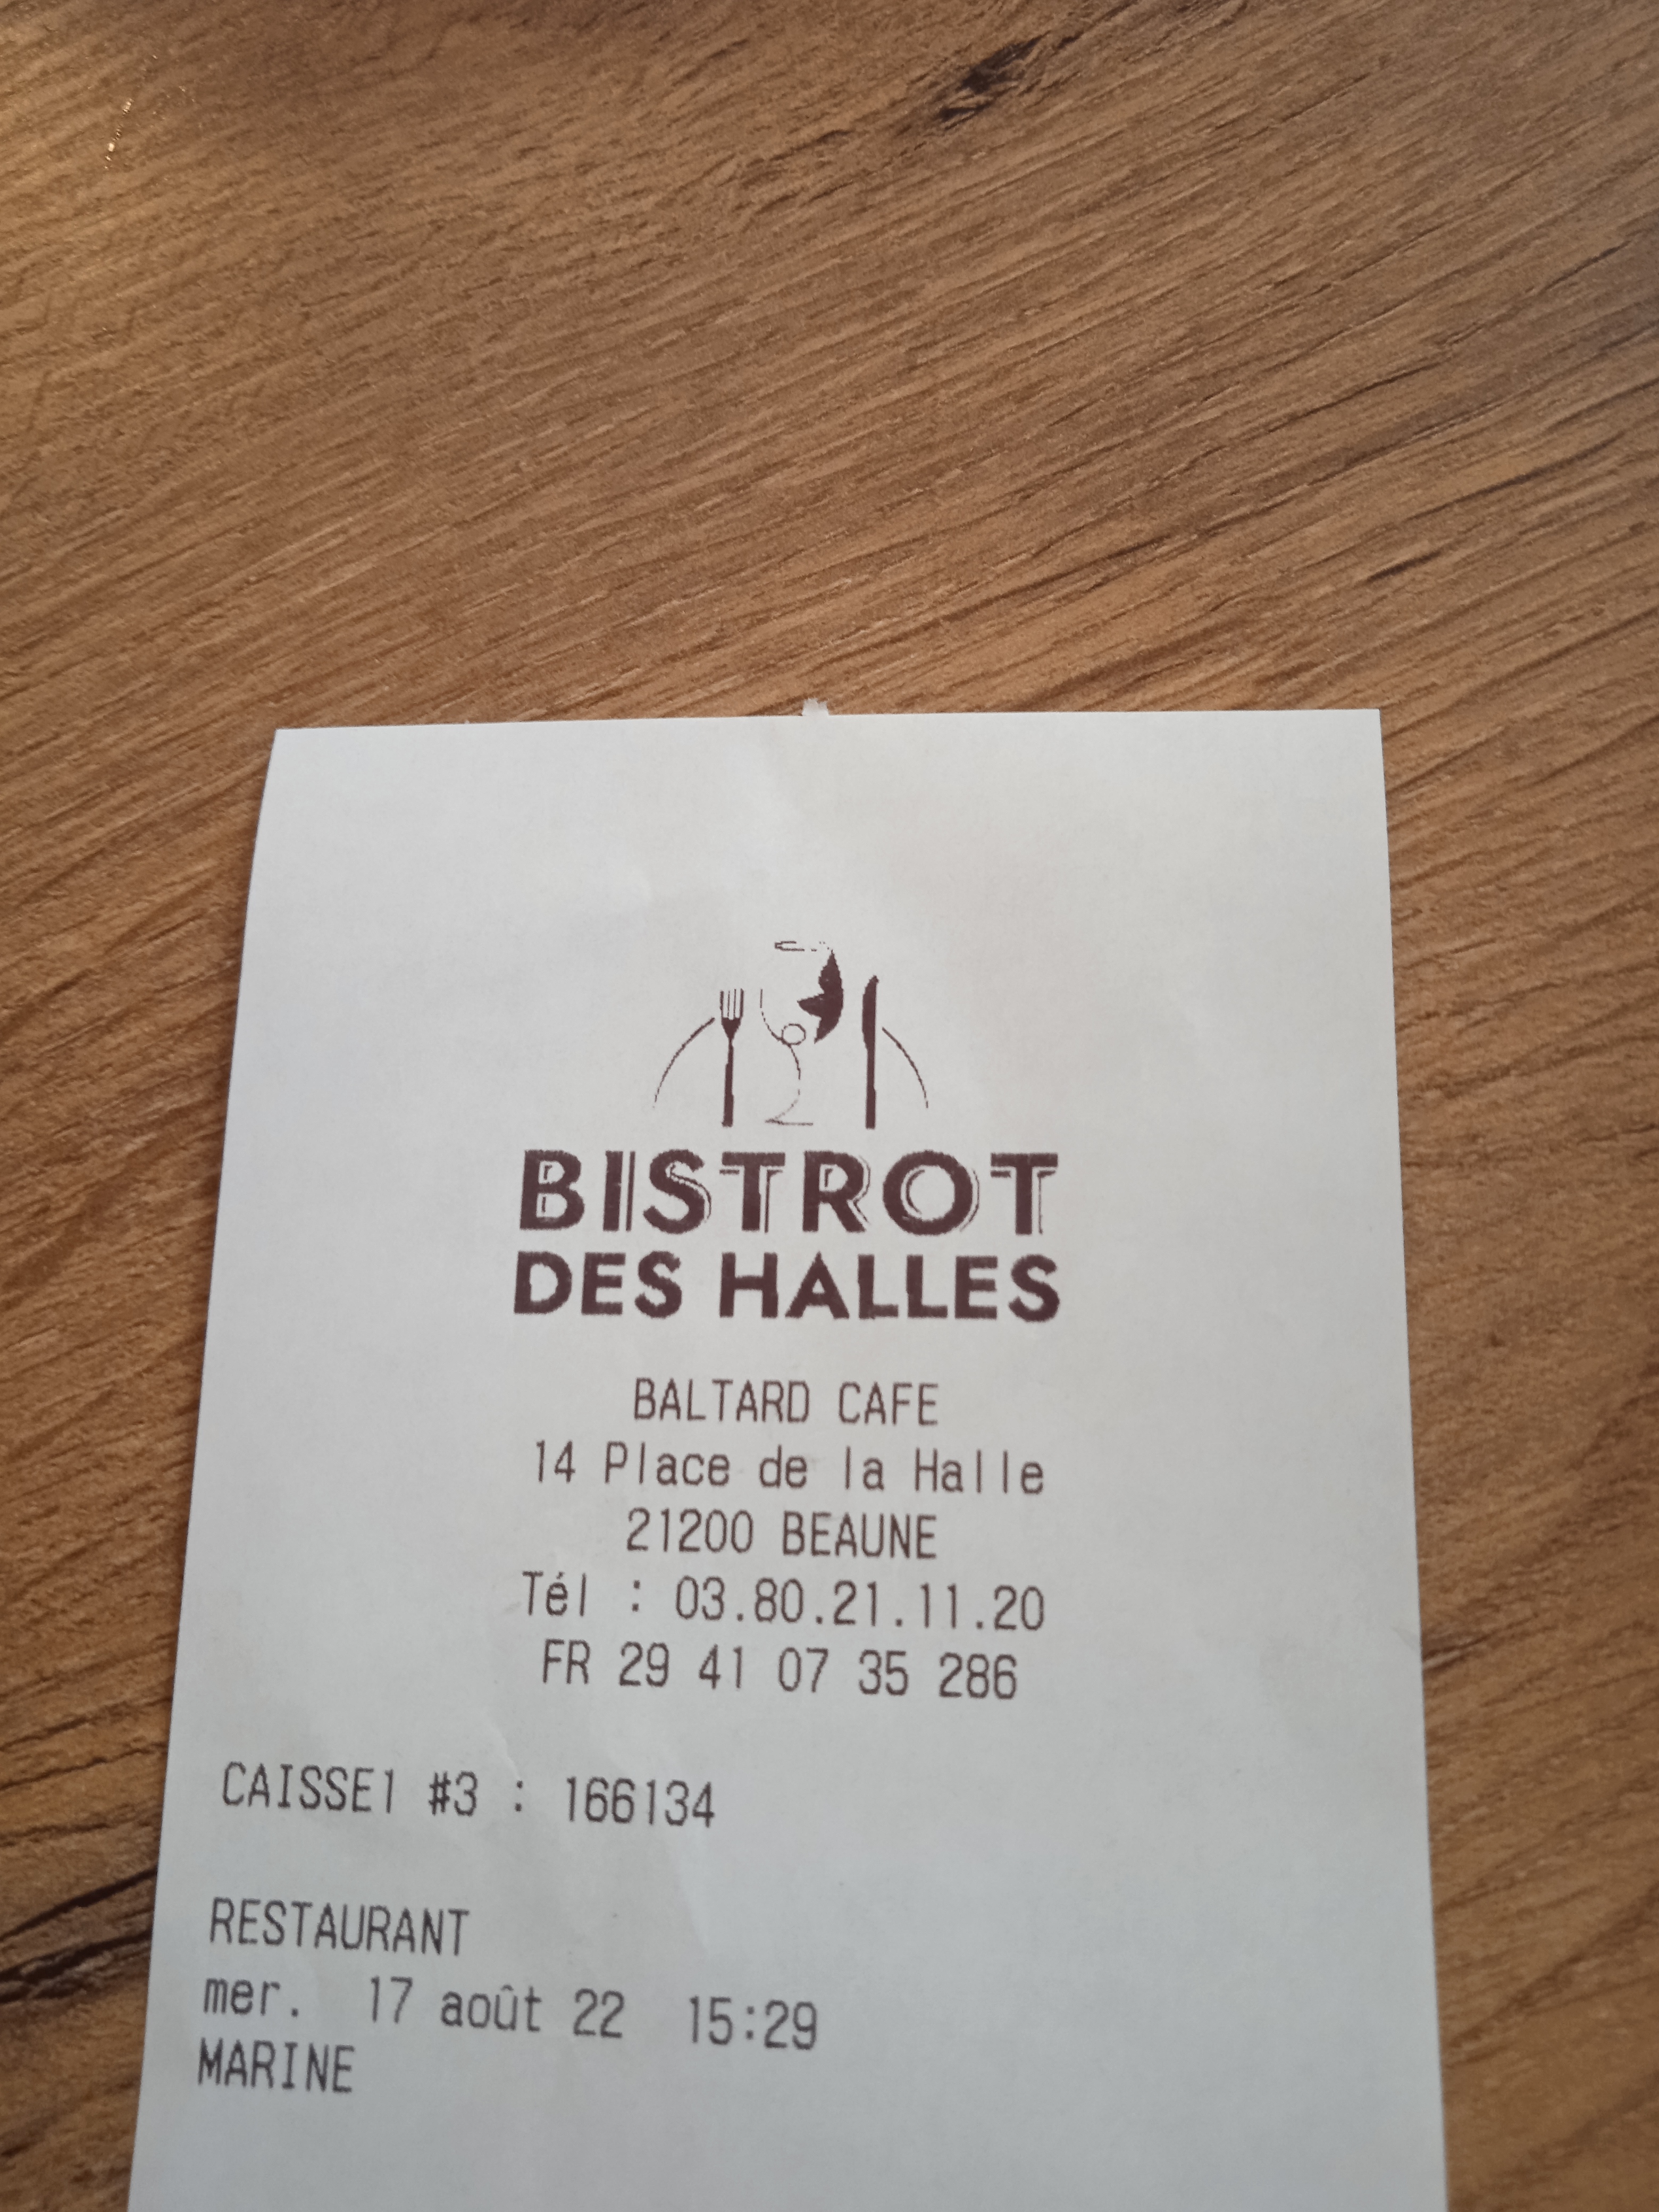 BISTROT
DES HALLES
BALTARD CAFE
14 Place de la Halle
21200 BEAUNE
Tél : 03.80.21.11.20
FR 29 41 07 35 286
CAISSE1 #3 : 166134
RESTAURANT
mer. 17 août 22 15:29
MARINE